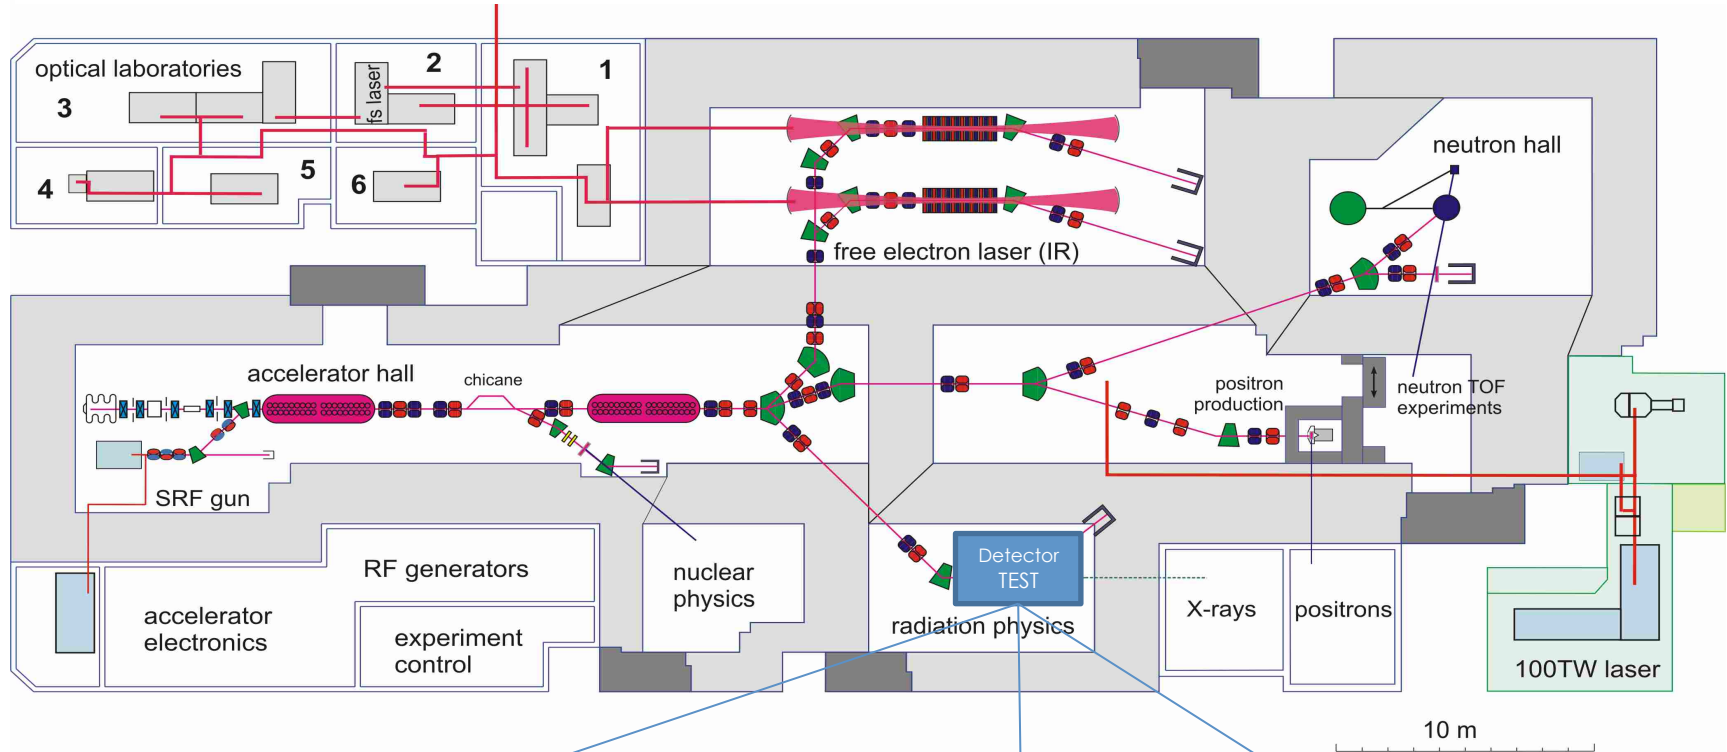 optical laboratories
3
2
fs laser
1
4
5
6
free electron laser (IR)
neutron hall
accelerator hall
chicane
positron
production
neutron TOF
experiments
SRF gun
RF generators
accelerator
electronics
experiment
control
nuclear
physics
Detector
TEST
radiation physics
X-rays
positrons
100TW laser
10 m